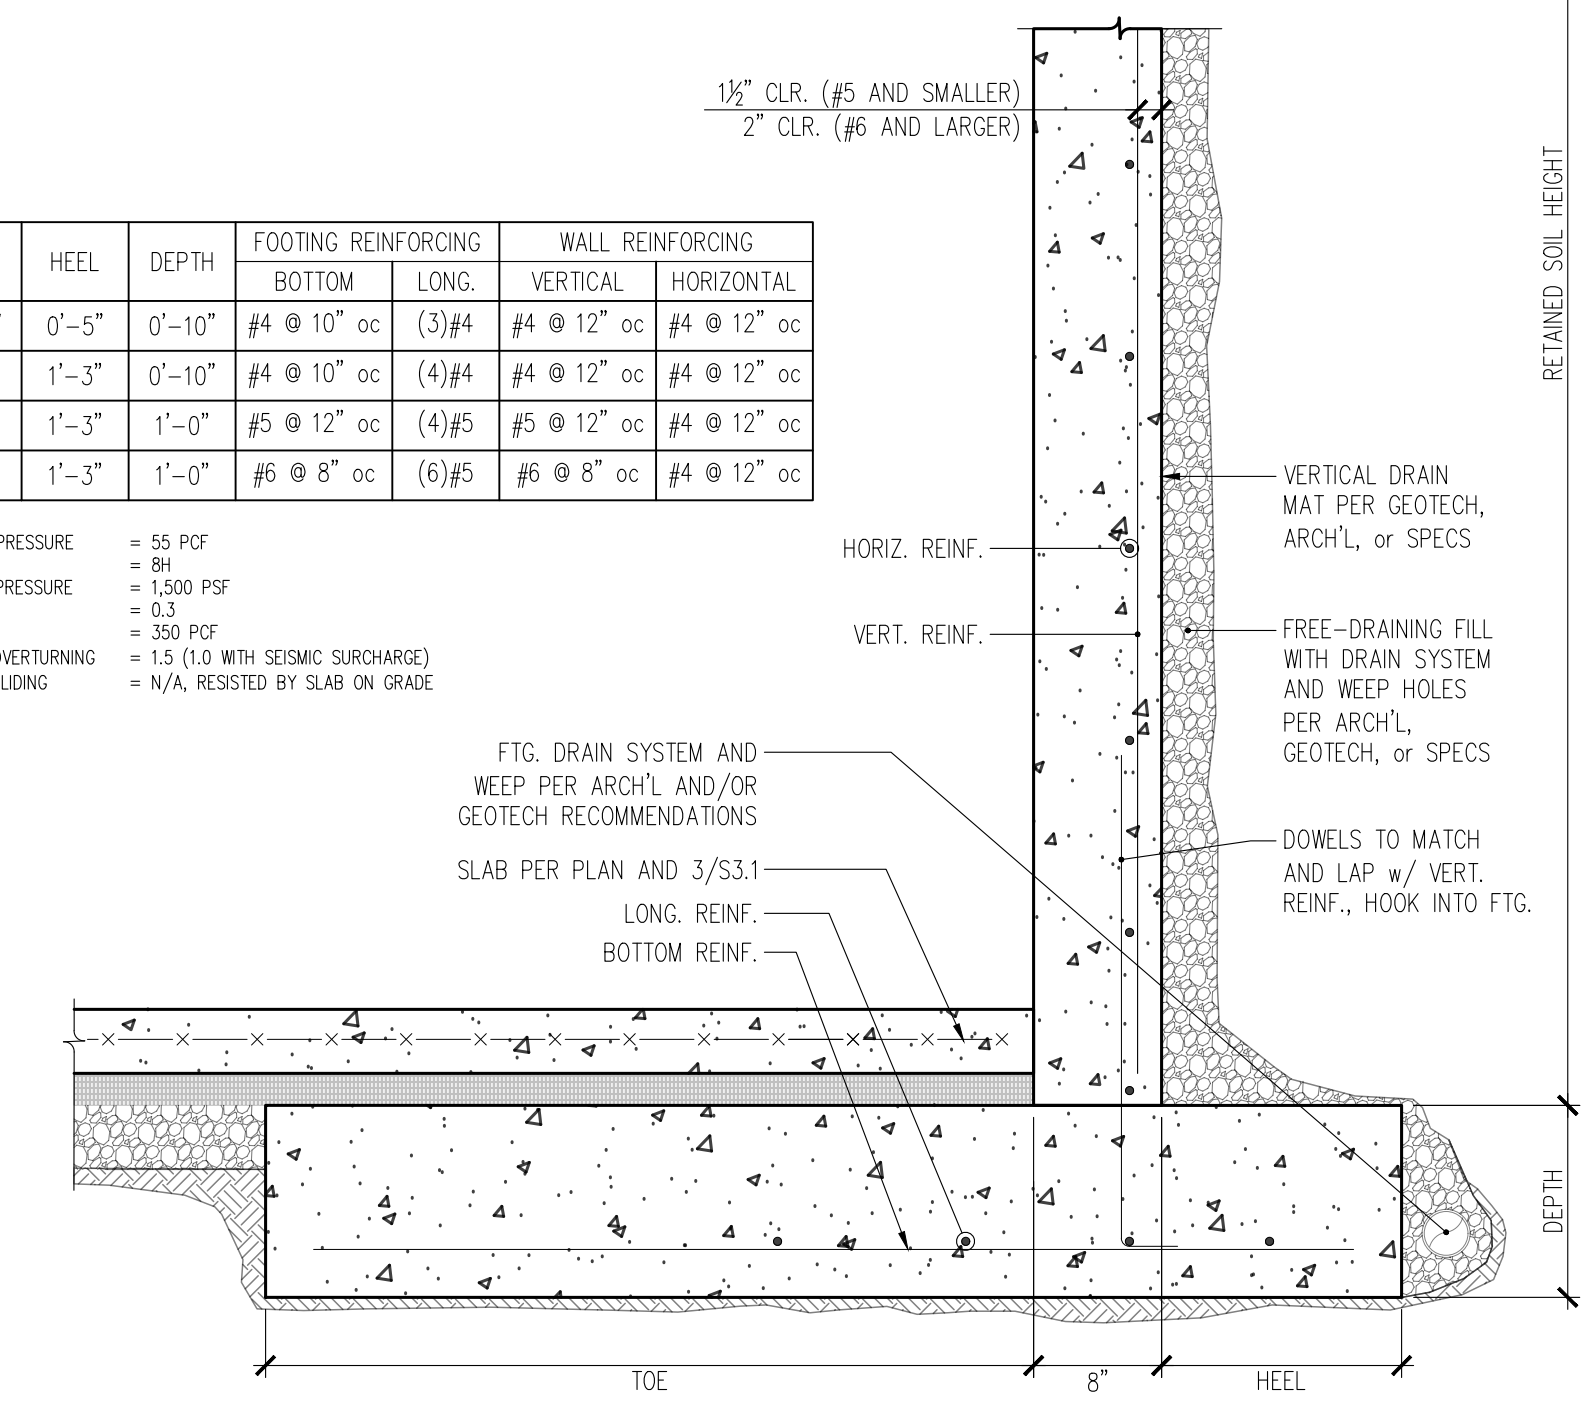 1½" CLR. (#5 AND SMALLER)
2" CLR. (#6 AND LARGER)
RETAINED SOIL HEIGHT
HEEL DEPTH FOOTING REINFORCING WALL REINFORCING
BOTTOM LONG. VERTICAL HORIZONTAL
0'-5" 0'-10" #4 @ 10" oc (3)#4 #4 @ 12" oc #4 @ 12" oc
1'-3" 0'-10" #4 @ 10" oc (4)#4 #4 @ 12" oc #4 @ 12" oc
1'-3" 1'-0" #5 @ 12" oc (4)#5 #5 @ 12" oc #4 @ 12" oc
1'-3" 1'-0" #6 @ 8" oc (6)#5 #6 @ 8" oc #4 @ 12" oc
PRESSURE = 55 PCF
= 8H
PRESSURE = 1,500 PSF
= 0.3
= 350 PCF
OVERTURNING = 1.5 (1.0 WITH SEISMIC SURCHARGE)
LIDING = N/A, RESISTED BY SLAB ON GRADE
VERTICAL DRAIN
MAT PER GEOTECH,
ARCH'L, or SPECS
HORIZ. REINF.
VERT. REINF.
FREE-DRAINING FILL
WITH DRAIN SYSTEM
AND WEEP HOLES
PER ARCH'L,
GEOTECH, or SPECS
FTG. DRAIN SYSTEM AND
WEEP PER ARCH'L AND/OR
GEOTECH RECOMMENDATIONS
DOWELS TO MATCH
AND LAP w/ VERT.
REINF., HOOK INTO FTG.
SLAB PER PLAN AND 3/S3.1
LONG. REINF.
BOTTOM REINF.
DEPTH
TOE
8"
HEEL